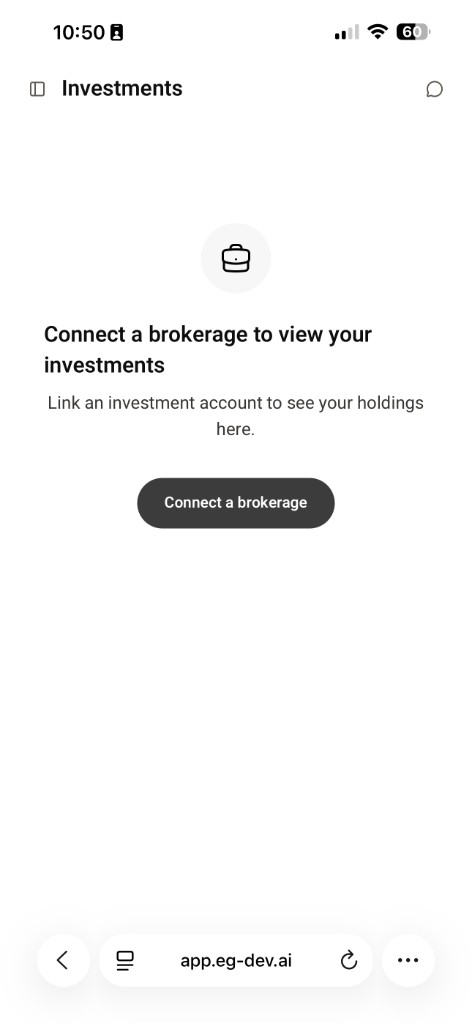 10:50
60
Investments
Connect a brokerage to view your
investments
Link an investment account to see your holdings
here.
Connect a brokerage
app.eg-dev.ai